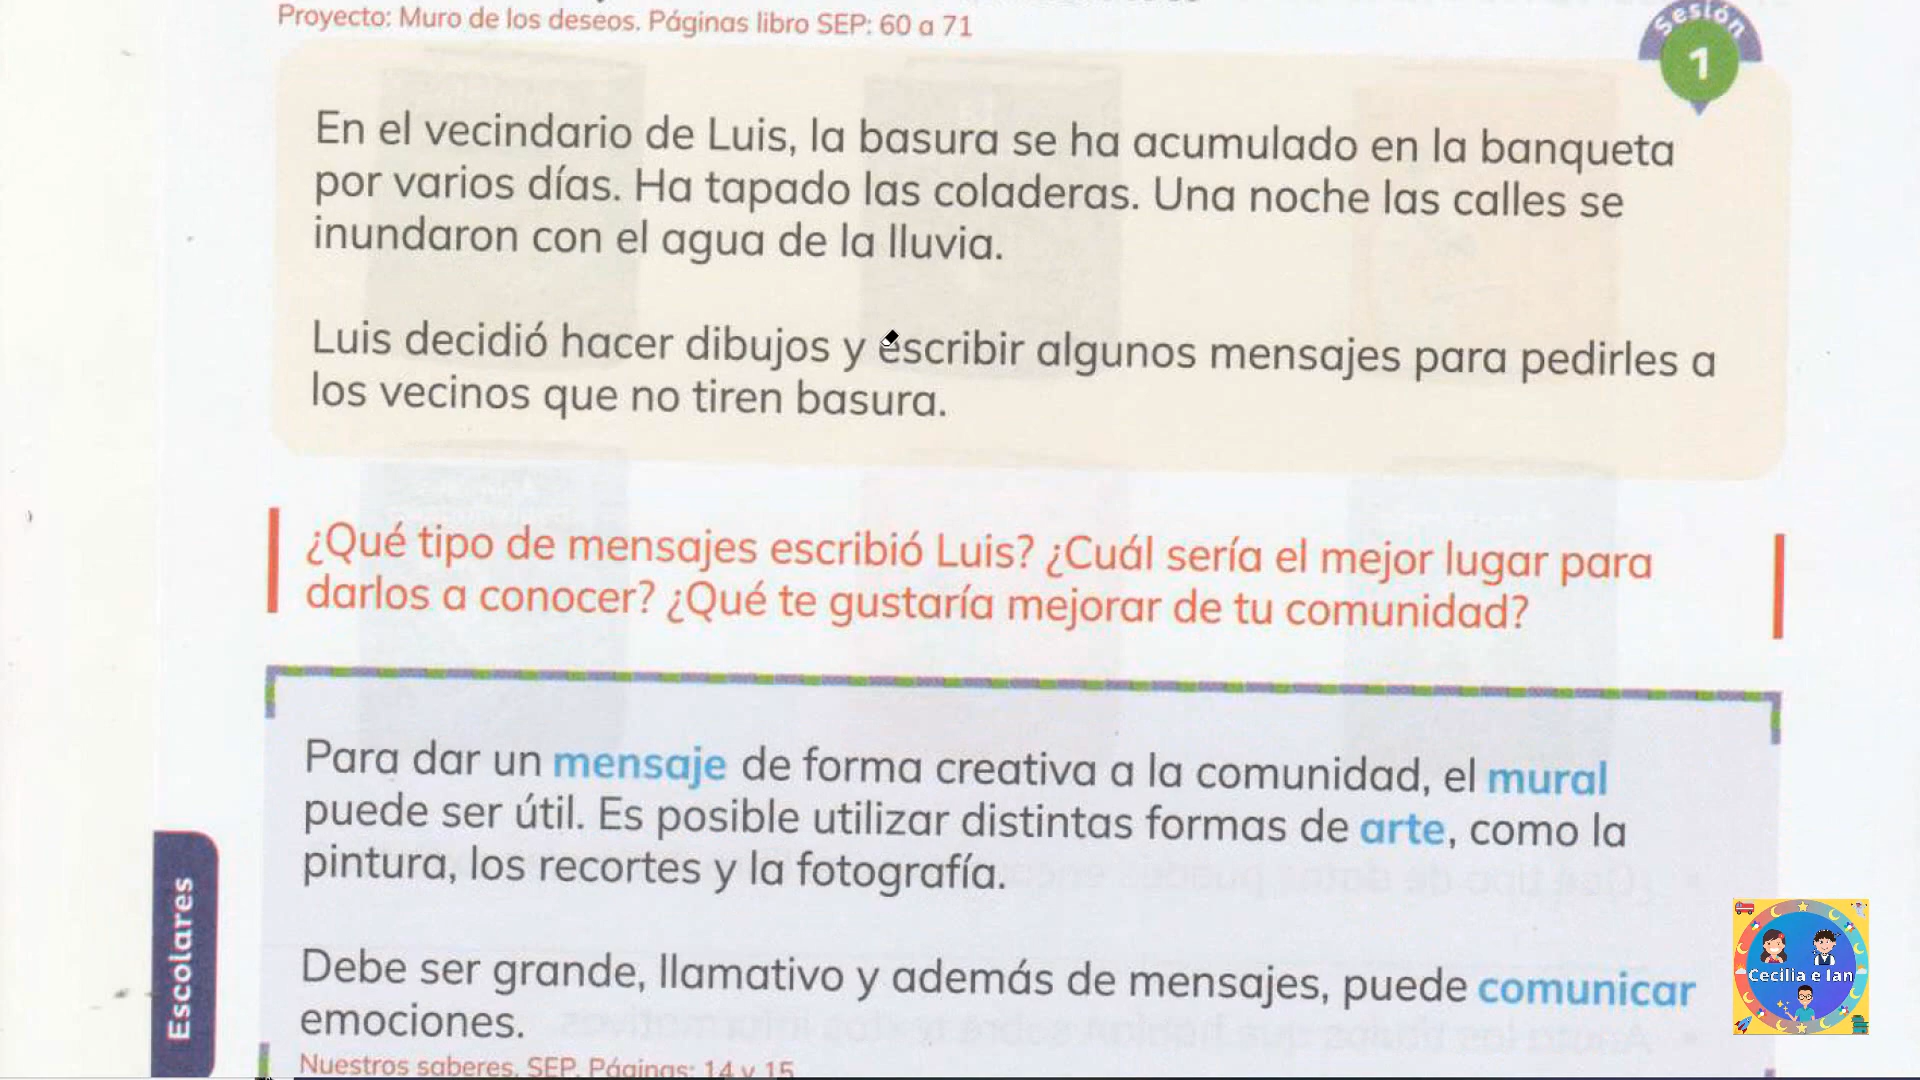 Proyecto: Muro de los deseos. Páginas libro SEP: 60 a 71
Sesión
1
En el vecindario de Luis, la basura se ha acumulado en la banqueta
por varios días. Ha tapado las coladeras. Una noche las calles se
inundaron con el agua de la lluvia.
Luis decidió hacer dibujos y escribir algunos mensajes para pedirles a
los vecinos que no tiren basura.
¿Qué tipo de mensajes escribió Luis? ¿Cuál sería el mejor lugar para
darlos a conocer? ¿Qué te gustaría mejorar de tu comunidad?
Para dar un mensaje de forma creativa a la comunidad, el mural
puede ser útil. Es posible utilizar distintas formas de arte, como la
pintura, los recortes y la fotografía.
Debe ser grande, llamativo y además de mensajes, puede comunicar
emociones.
Nuestros saberes. SEP. Páginas: 14 y 15
Escolares
Cecilia e Ian